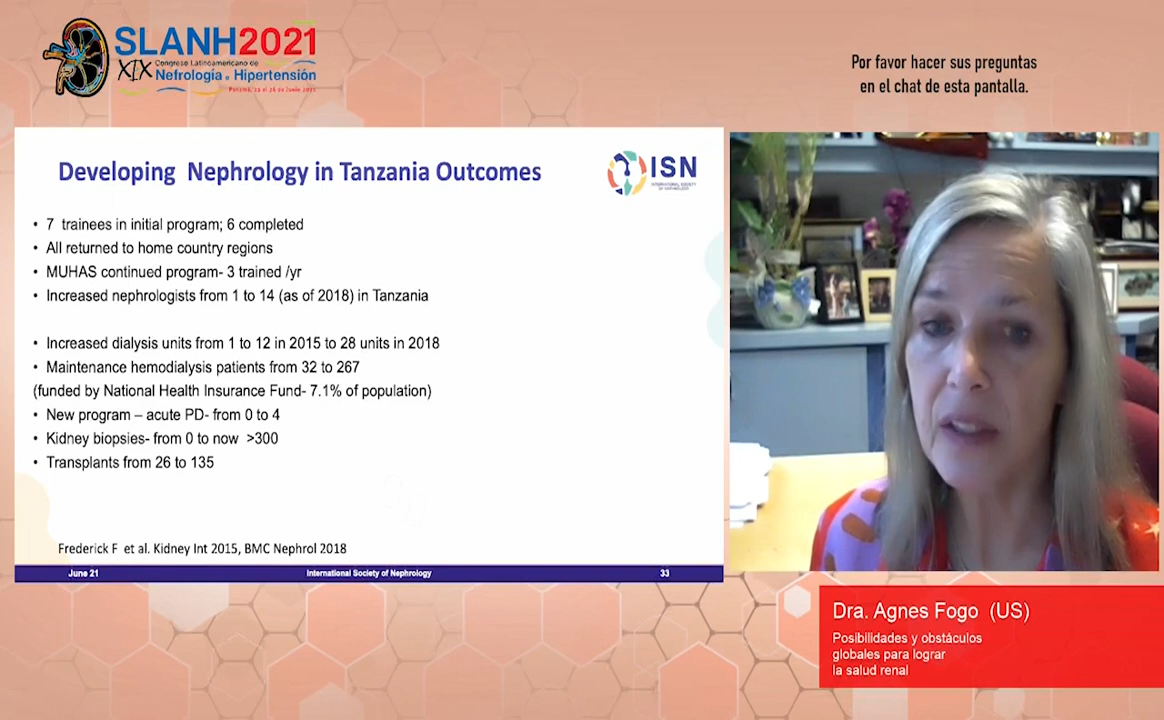 SLANH2021
XIX Congreso Latinoamericano de
Nefrología e Hipertensión
Por favor hacer sus preguntas
en el chat de esta pantalla.
Developing Nephrology in Tanzania Outcomes
ISN
INTERNATIONAL SOCIETY
OF NEPHROLOGY
• 7 trainees in initial program; 6 completed
• All returned to home country regions
• MUHAS continued program- 3 trained /yr
• Increased nephrologists from 1 to 14 (as of 2018) in Tanzania
• Increased dialysis units from 1 to 12 in 2015 to 28 units in 2018
• Maintenance hemodialysis patients from 32 to 267
(funded by National Health Insurance Fund- 7.1% of population)
• New program – acute PD- from 0 to 4
• Kidney biopsies- from 0 to now >300
• Transplants from 26 to 135
Frederick F et al. Kidney Int 2015, BMC Nephrol 2018
June 21
International Society of Nephrology
33
Dra. Agnes Fogo (US)
Posibilidades y obstáculos
globales para lograr
la salud renal